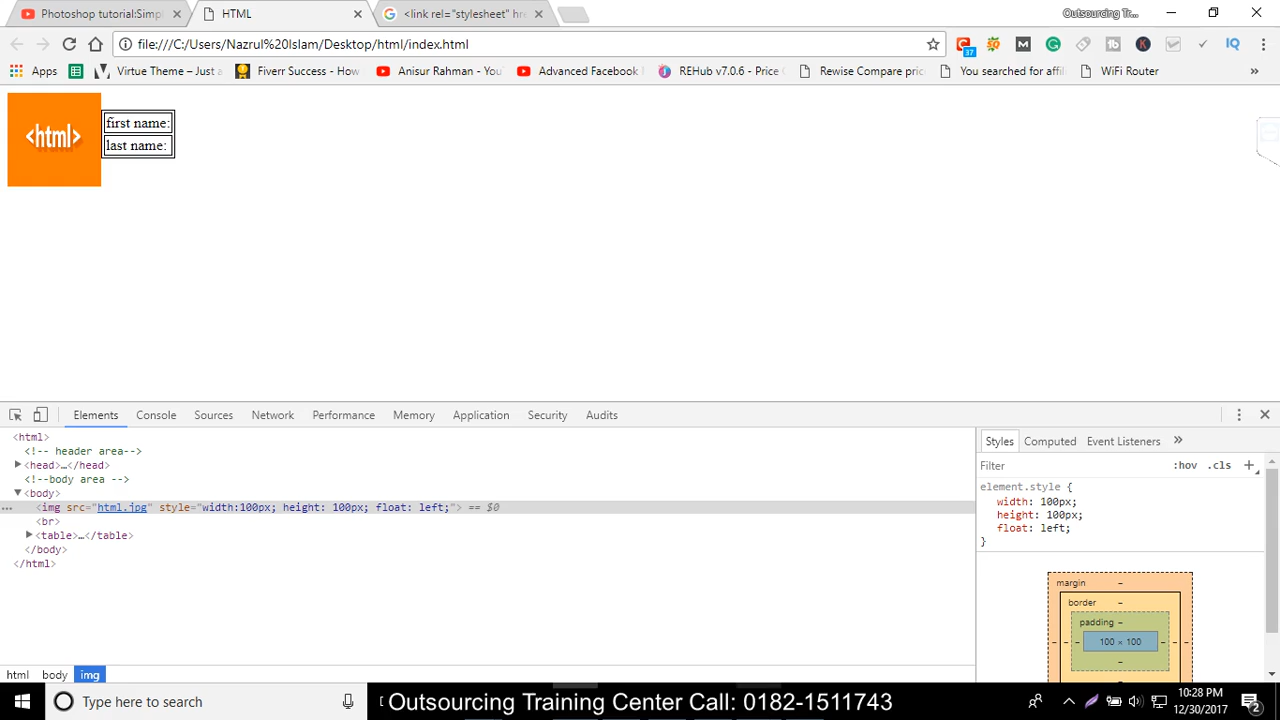 Photoshop tutorial:Simp
HTML
<link rel="stylesheet" hre
Outsourcing Tr...
file:///C:/Users/Nazrul%20Islam/Desktop/html/index.html
37
Apps
Virtue Theme – Just a
Fiverr Success - How
Anisur Rahman - You
Advanced Facebook
REHub v7.0.6 - Price C
Rewise Compare pric
You searched for affil
WiFi Router
»
<html>
first name:
last name:
Elements
Console
Sources
Network
Performance
Memory
Application
Security
Audits
<html>
<!-- header area-->
<head>…</head>
<!--body area -->
<body>
<img src="html.jpg" style="width:100px; height: 100px; float: left;"> == $0
<br>
<table>…</table>
</body>
</html>
html
body
img
Styles
Computed
Event Listeners
»
Filter
:hov
.cls
element.style {
width: 100px;
height: 100px;
float: left;
}
margin
–
border
–
padding
–
100 × 100
Type here to search
Outsourcing Training Center Call: 0182-1511743
10:28 PM
12/30/2017
2